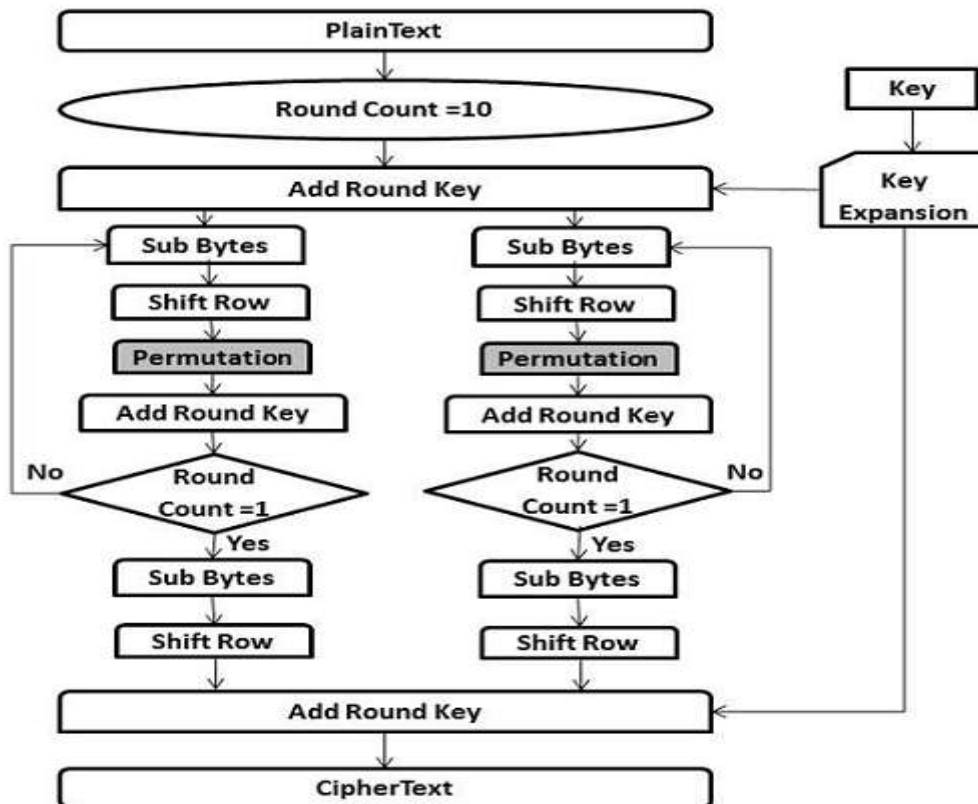 PlainText
Round Count =10
Key
Add Round Key
Key
Expansion
Sub Bytes
Shift Row
Permutation
Add Round Key
No
Round
Count =1
Yes
Sub Bytes
Shift Row
Sub Bytes
Shift Row
Permutation
Add Round Key
Round
Count =1
No
Yes
Sub Bytes
Shift Row
Add Round Key
CipherText